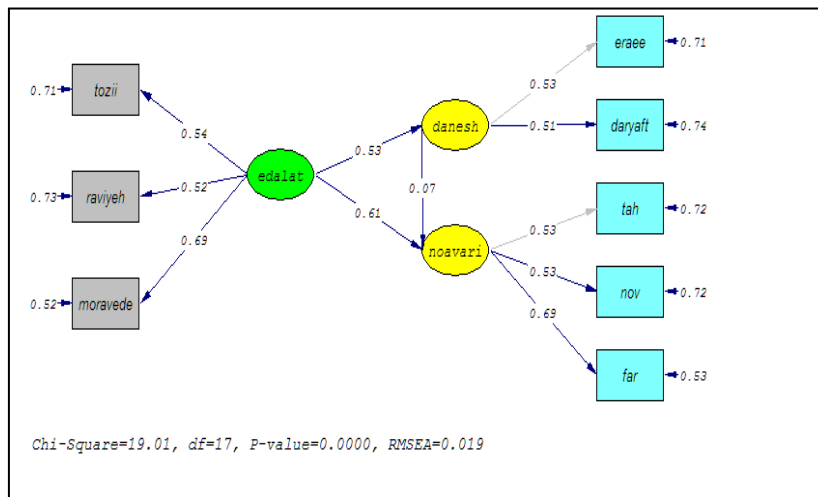 eraee
0.71
tozii
0.71
0.53
danesh
0.51
daryaft
0.74
0.54
0.53
edalat
0.52
raviyeh
0.73
0.07
0.61
tah
0.72
0.53
0.69
noavari
0.53
nov
0.72
moravede
0.52
0.69
far
0.53
Chi-Square=19.01, df=17, P-value=0.0000, RMSEA=0.019